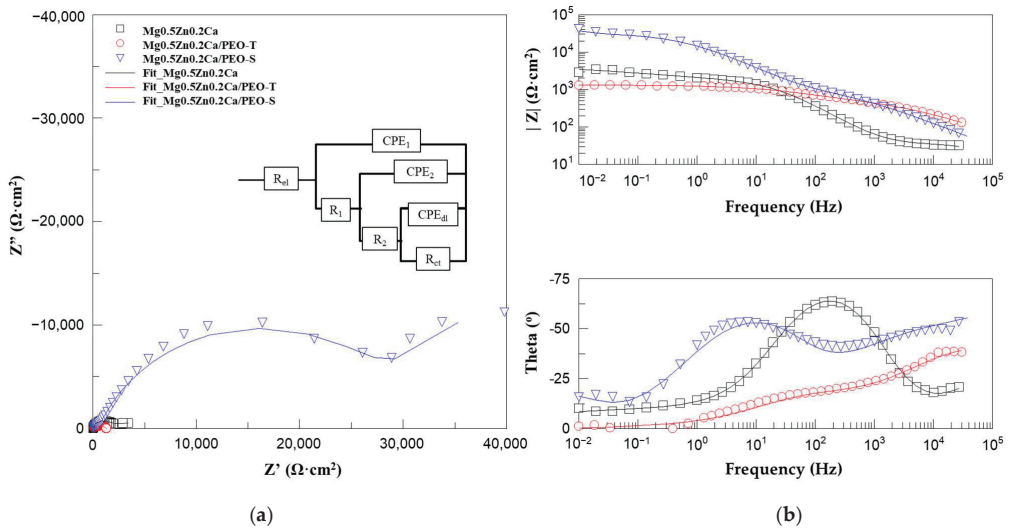 −40,000
−30,000
−20,000
−10,000
0
0
10,000
20,000
30,000
40,000
Z'' (Ω·cm²)
Z' (Ω·cm²)
Mg0.5Zn0.2Ca
Mg0.5Zn0.2Ca/PEO-T
Mg0.5Zn0.2Ca/PEO-S
Fit_Mg0.5Zn0.2Ca
Fit_Mg0.5Zn0.2Ca/PEO-T
Fit_Mg0.5Zn0.2Ca/PEO-S
CPE₁
CPE₂
Rₑₗ
R₁
CPE_dl
R₂
R_ct
(a)
10⁵
10⁴
10³
10²
10¹
| Z| (Ω·cm²)
10⁻² 10⁻¹ 10⁰ 10¹ 10² 10³ 10⁴ 10⁵
Frequency (Hz)
-75
-50
-25
0
Theta (º)
10⁻² 10⁻¹ 10⁰ 10¹ 10² 10³ 10⁴ 10⁵
Frequency (Hz)
(b)